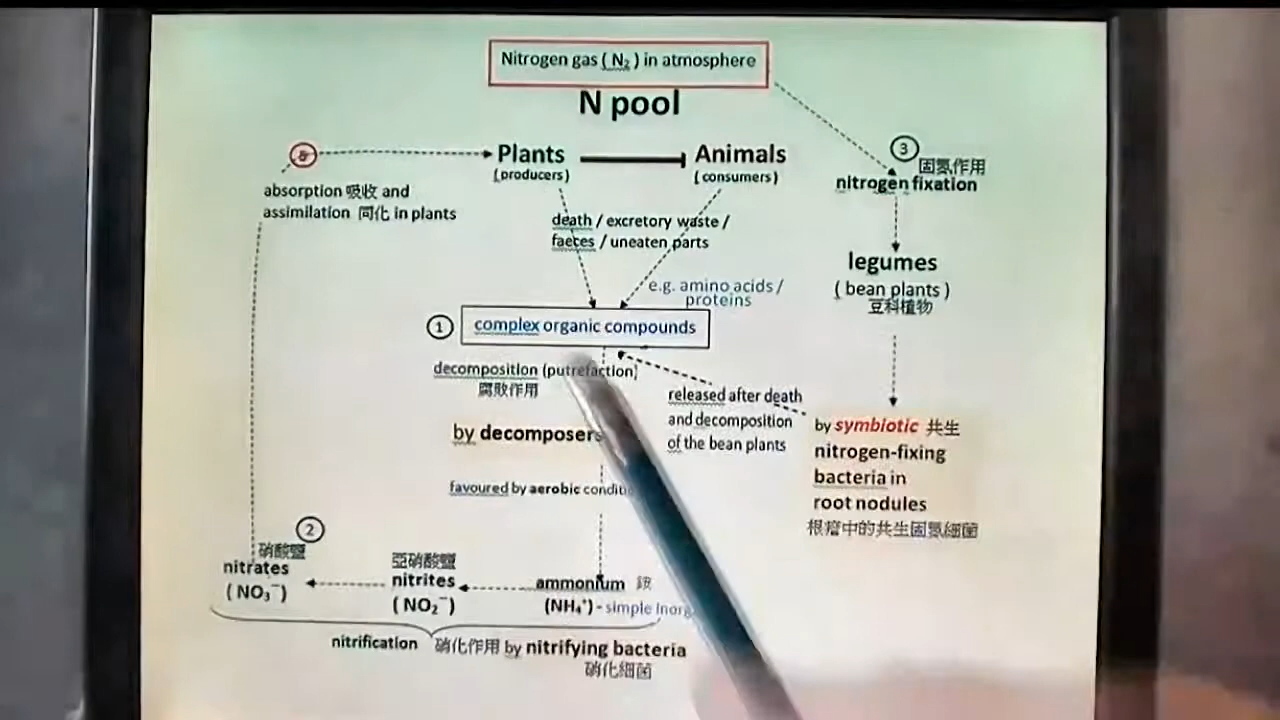 Nitrogen gas ( N₂ ) in atmosphere
N pool
Plants
(producers)
Animals
( consumers)
3
固氮作用
nitrogen fixation
absorption 吸收 and
assimilation 同化 in plants
death / excretory waste /
faeces / uneaten parts
legumes
( bean plants )
豆科植物
e.g. amino acids /
proteins
1
complex organic compounds
decomposition (putrefaction)
腐敗作用
released after death
and decomposition
of the bean plants
by decomposers
favoured by aerobic
by symbiotic 共生
nitrogen-fixing
bacteria in
root nodules
根瘤中的共生固氮細菌
2
硝酸鹽
nitrates
( NO₃⁻)
亞硝酸鹽
nitrites
( NO₂⁻)
ammonium 銨
(NH₄⁺) - simple
nitrification 硝化作用 by nitrifying bacteria
硝化細菌